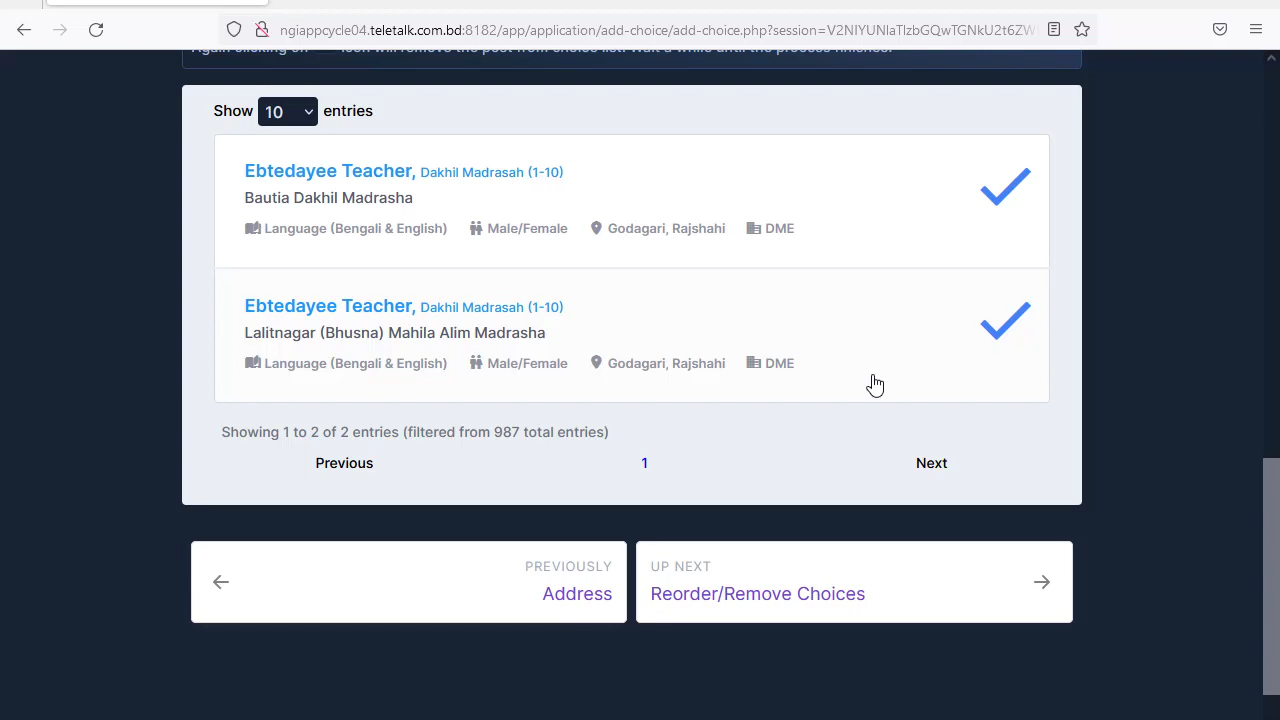 ngiappcycle04.teletalk.com.bd:8182/app/application/add-choice/add-choice.php?session=
Show 10 entries
Ebtedayee Teacher, Dakhil Madrasah (1-10)
Bautia Dakhil Madrasha
Language (Bengali & English) Male/Female Godagari, Rajshahi DME
Ebtedayee Teacher, Dakhil Madrasah (1-10)
Lalitnagar (Bhusna) Mahila Alim Madrasha
Language (Bengali & English) Male/Female Godagari, Rajshahi DME
Showing 1 to 2 of 2 entries (filtered from 987 total entries)
Previous 1 Next
PREVIOUSLY
Address
UP NEXT
Reorder/Remove Choices